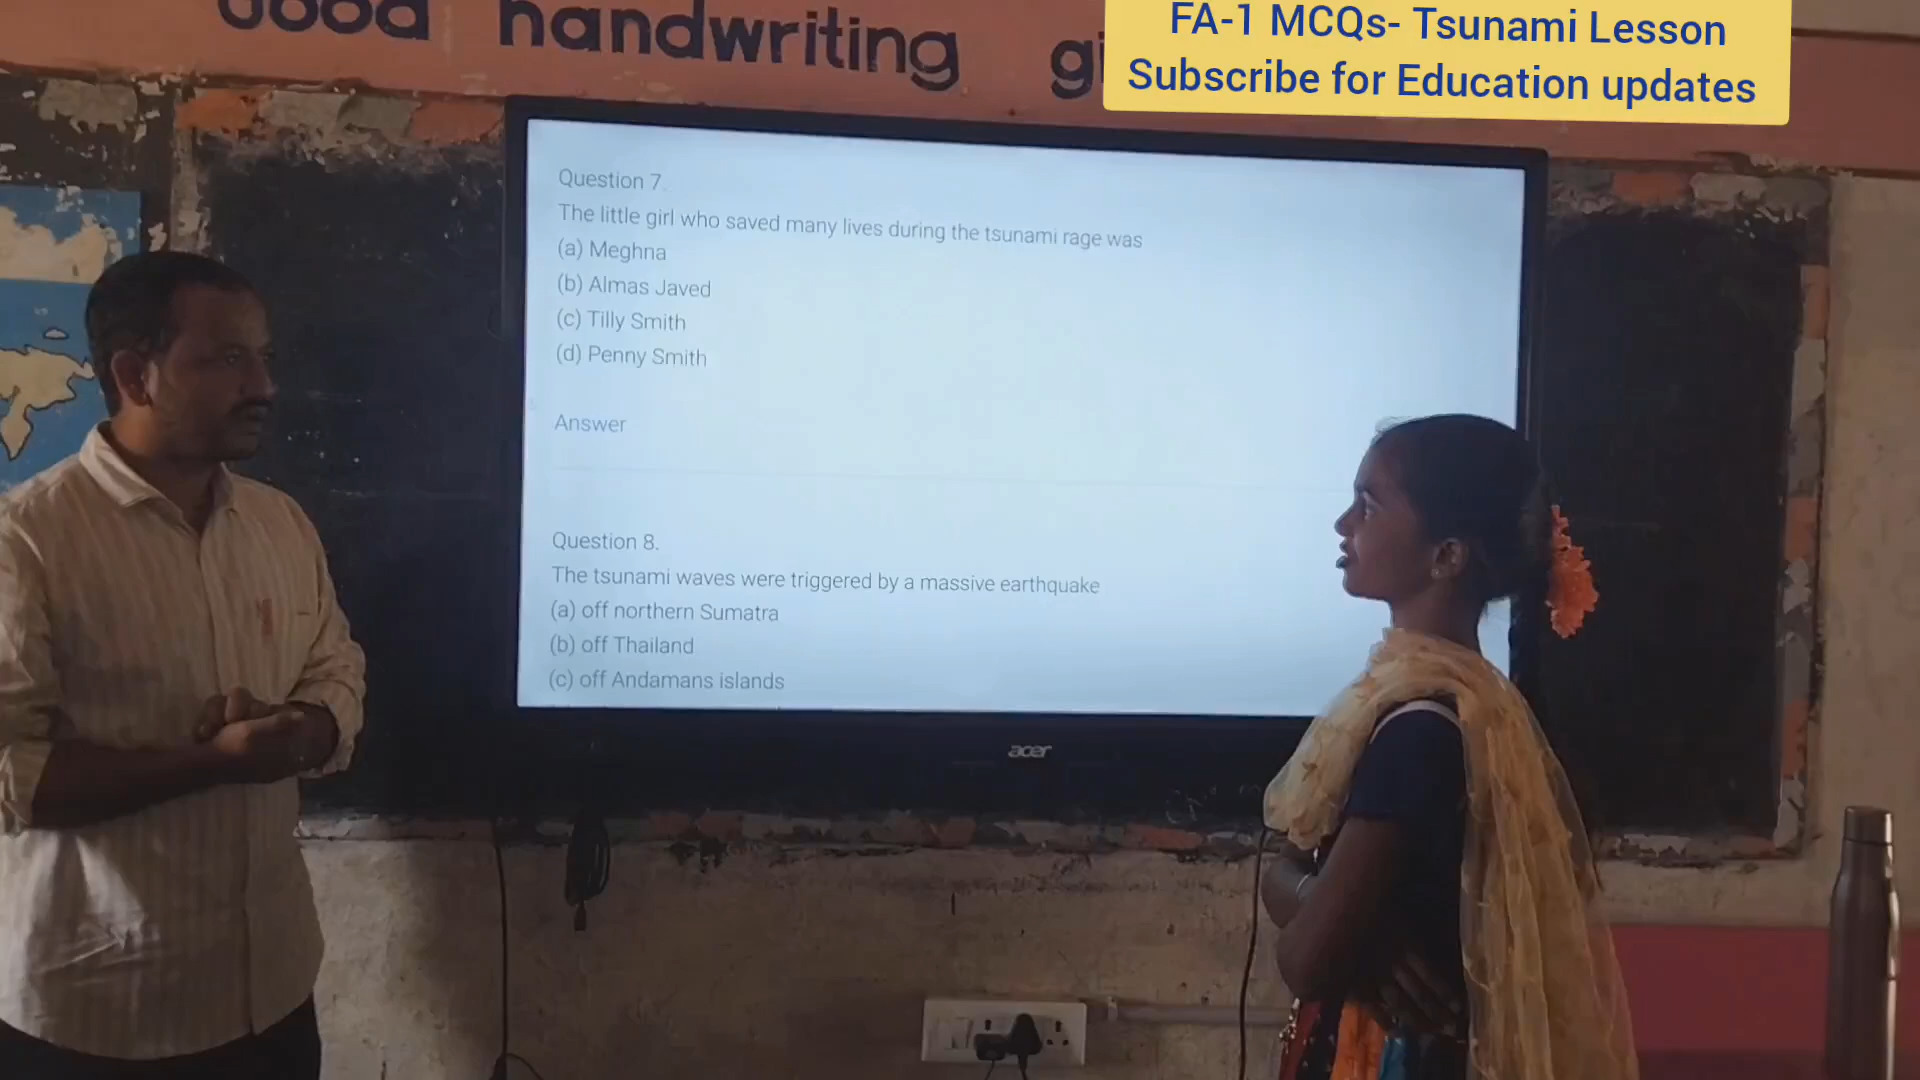 Good handwriting gi
FA-1 MCQs- Tsunami Lesson
Subscribe for Education updates
Question 7.
The little girl who saved many lives during the tsunami rage was
(a) Meghna
(b) Almas Javed
(c) Tilly Smith
(d) Penny Smith
Answer
Question 8.
The tsunami waves were triggered by a massive earthquake
(a) off northern Sumatra
(b) off Thailand
(c) off Andamans islands
acer